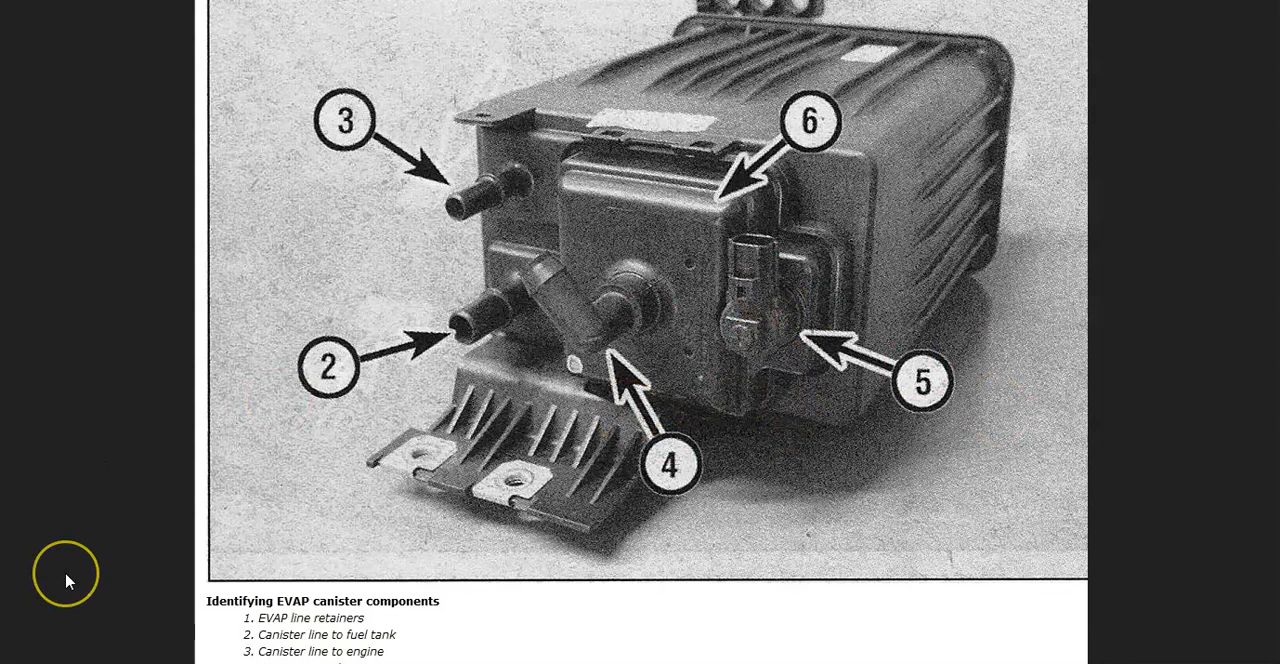 3
6
2
5
4
Identifying EVAP canister components
1. EVAP line retainers
2. Canister line to fuel tank
3. Canister line to engine